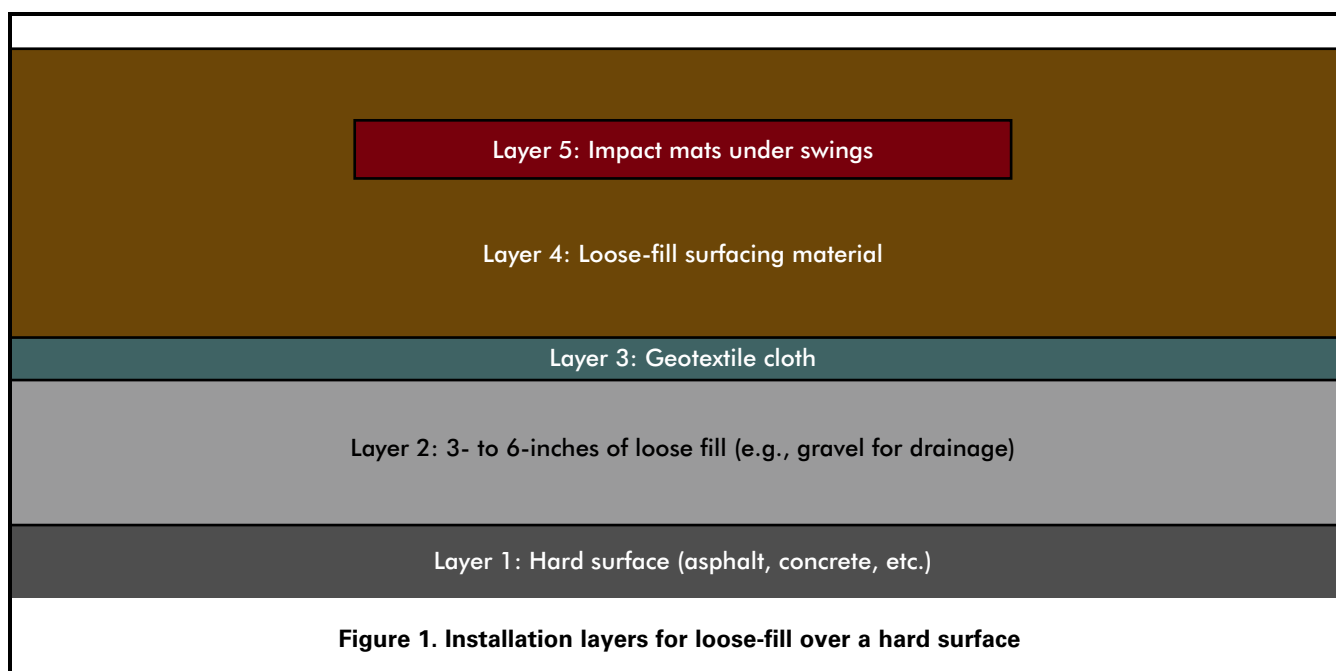 Layer 5: Impact mats under swings
Layer 4: Loose-fill surfacing material
Layer 3: Geotextile cloth
Layer 2: 3- to 6-inches of loose fill (e.g., gravel for drainage)
Layer 1: Hard surface (asphalt, concrete, etc.)
Figure 1. Installation layers for loose-fill over a hard surface